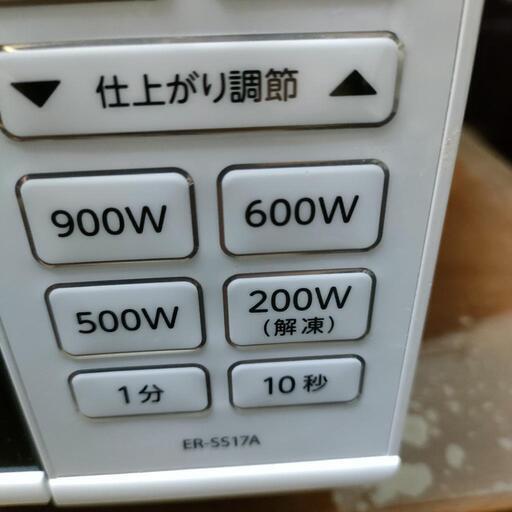 ▼ 仕上がり調節 ▲
900W 600W
500W 200W
(解凍)
1分 10秒
ER-SS17A